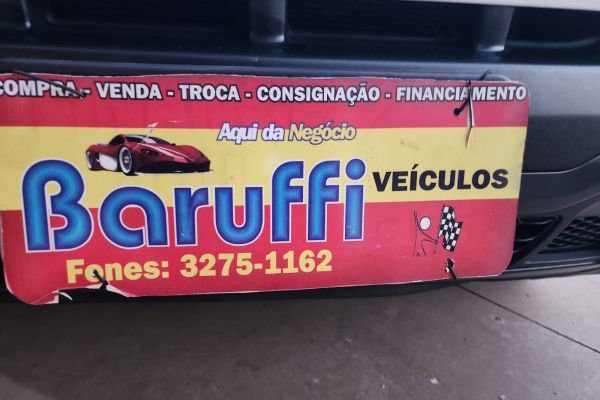 COMPRA - VENDA - TROCA - CONSIGNAÇÃO - FINANCIAMENTO
Aqui da Negócio
Baruffi VEÍCULOS
Fones: 3275-1162